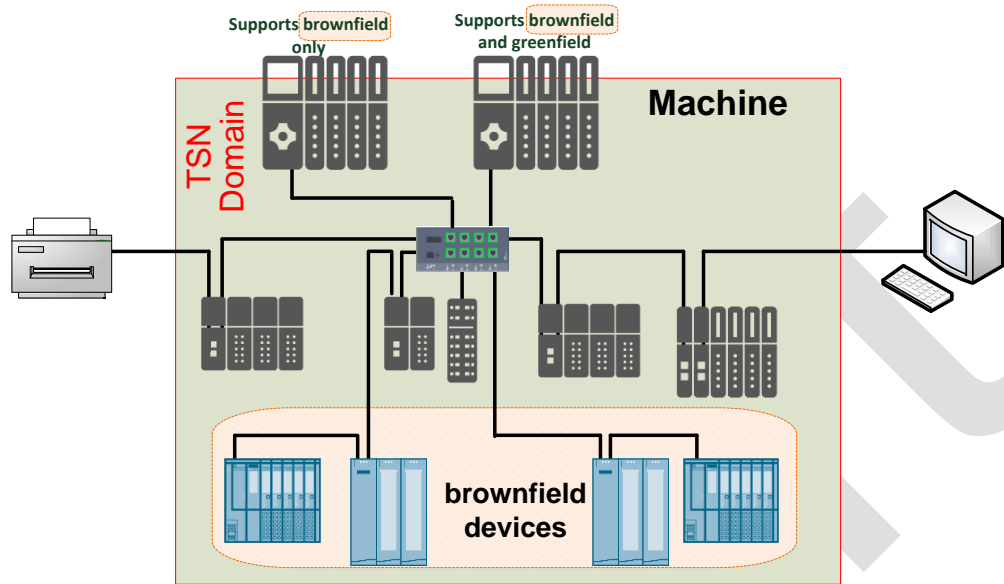 Supports brownfield
only
Supports brownfield
and greenfield
Machine
TSN
Domain
brownfield
devices